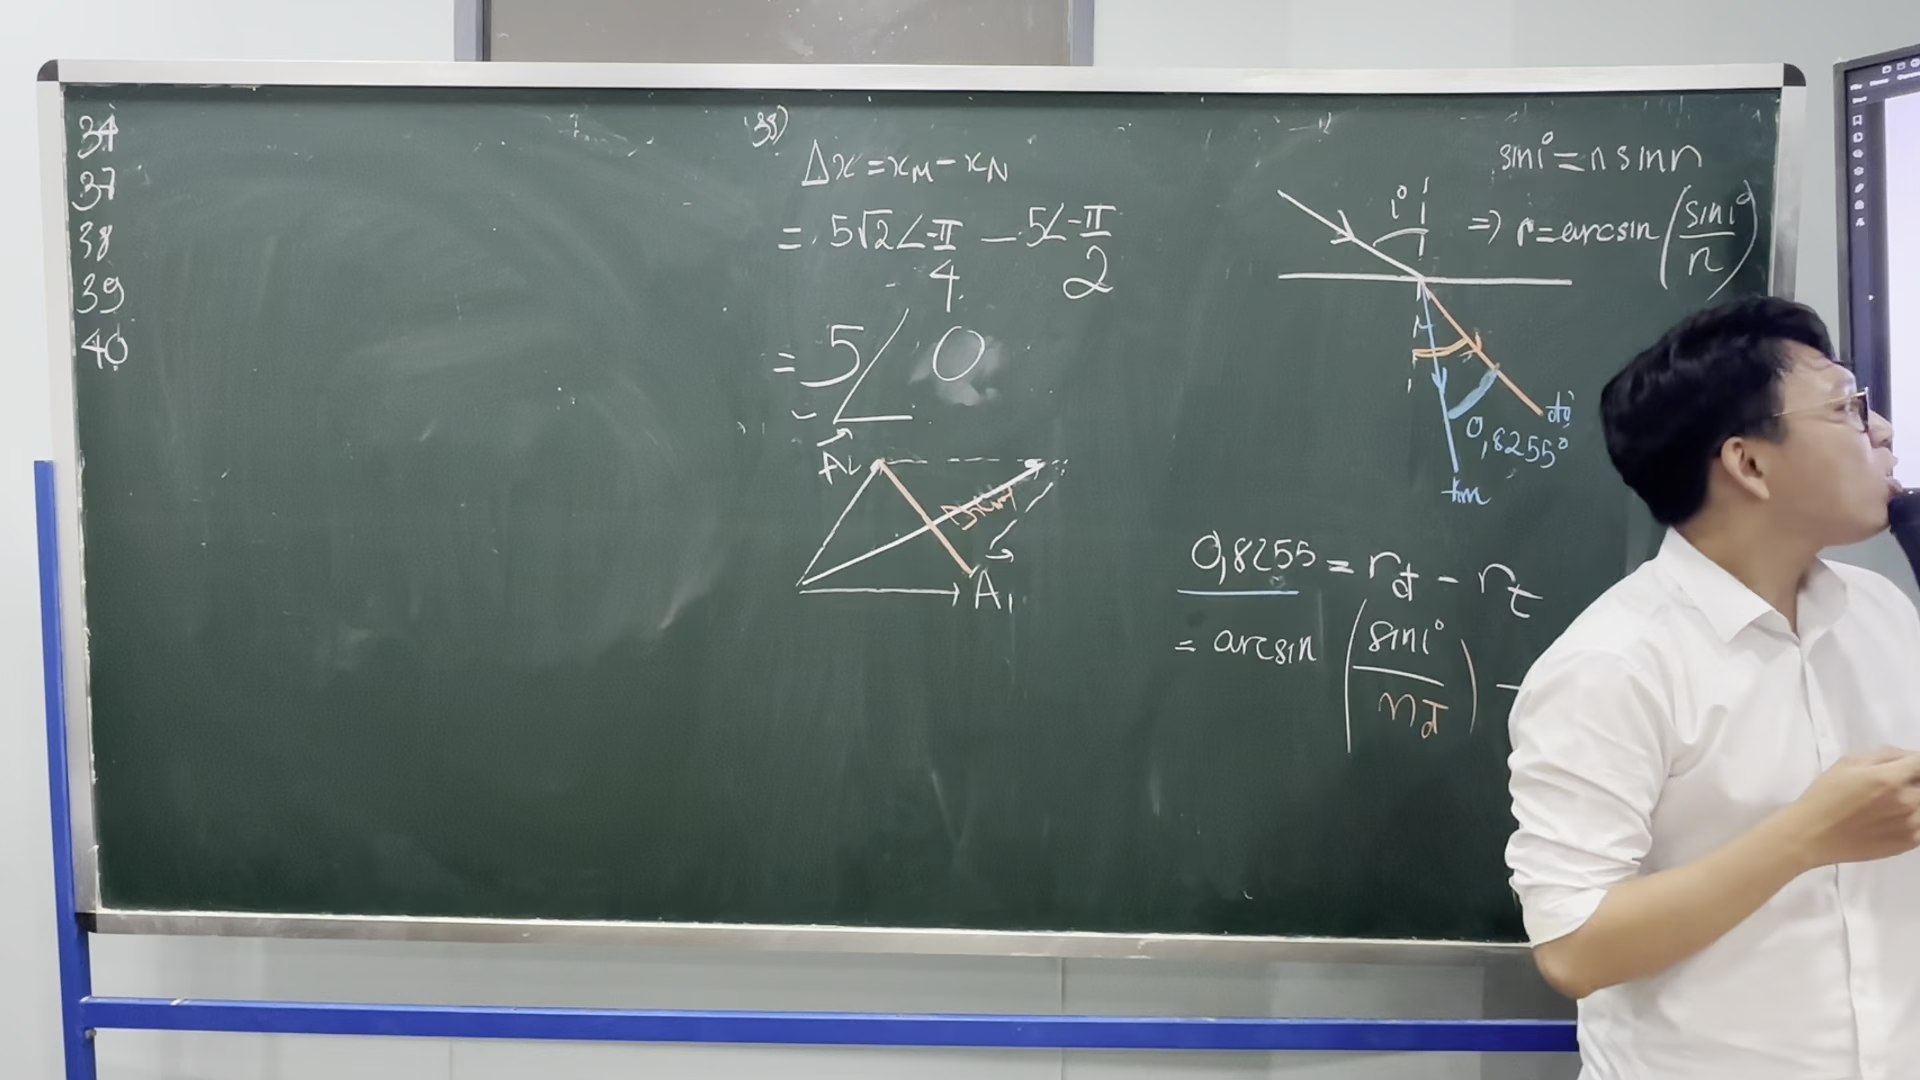 34
37
38
39
40
38)
Δx = x_M - x_N
= 5√2∠-π/4 - 5∠-π/2
= 5∠0
A₂
A₁
sini = n sinr
i
=> r = arcsin (sini/n)
r
đỏ
0,8255°
tím
0,8255 = r_đ - r_t
= arcsin (sini/n_đ) -